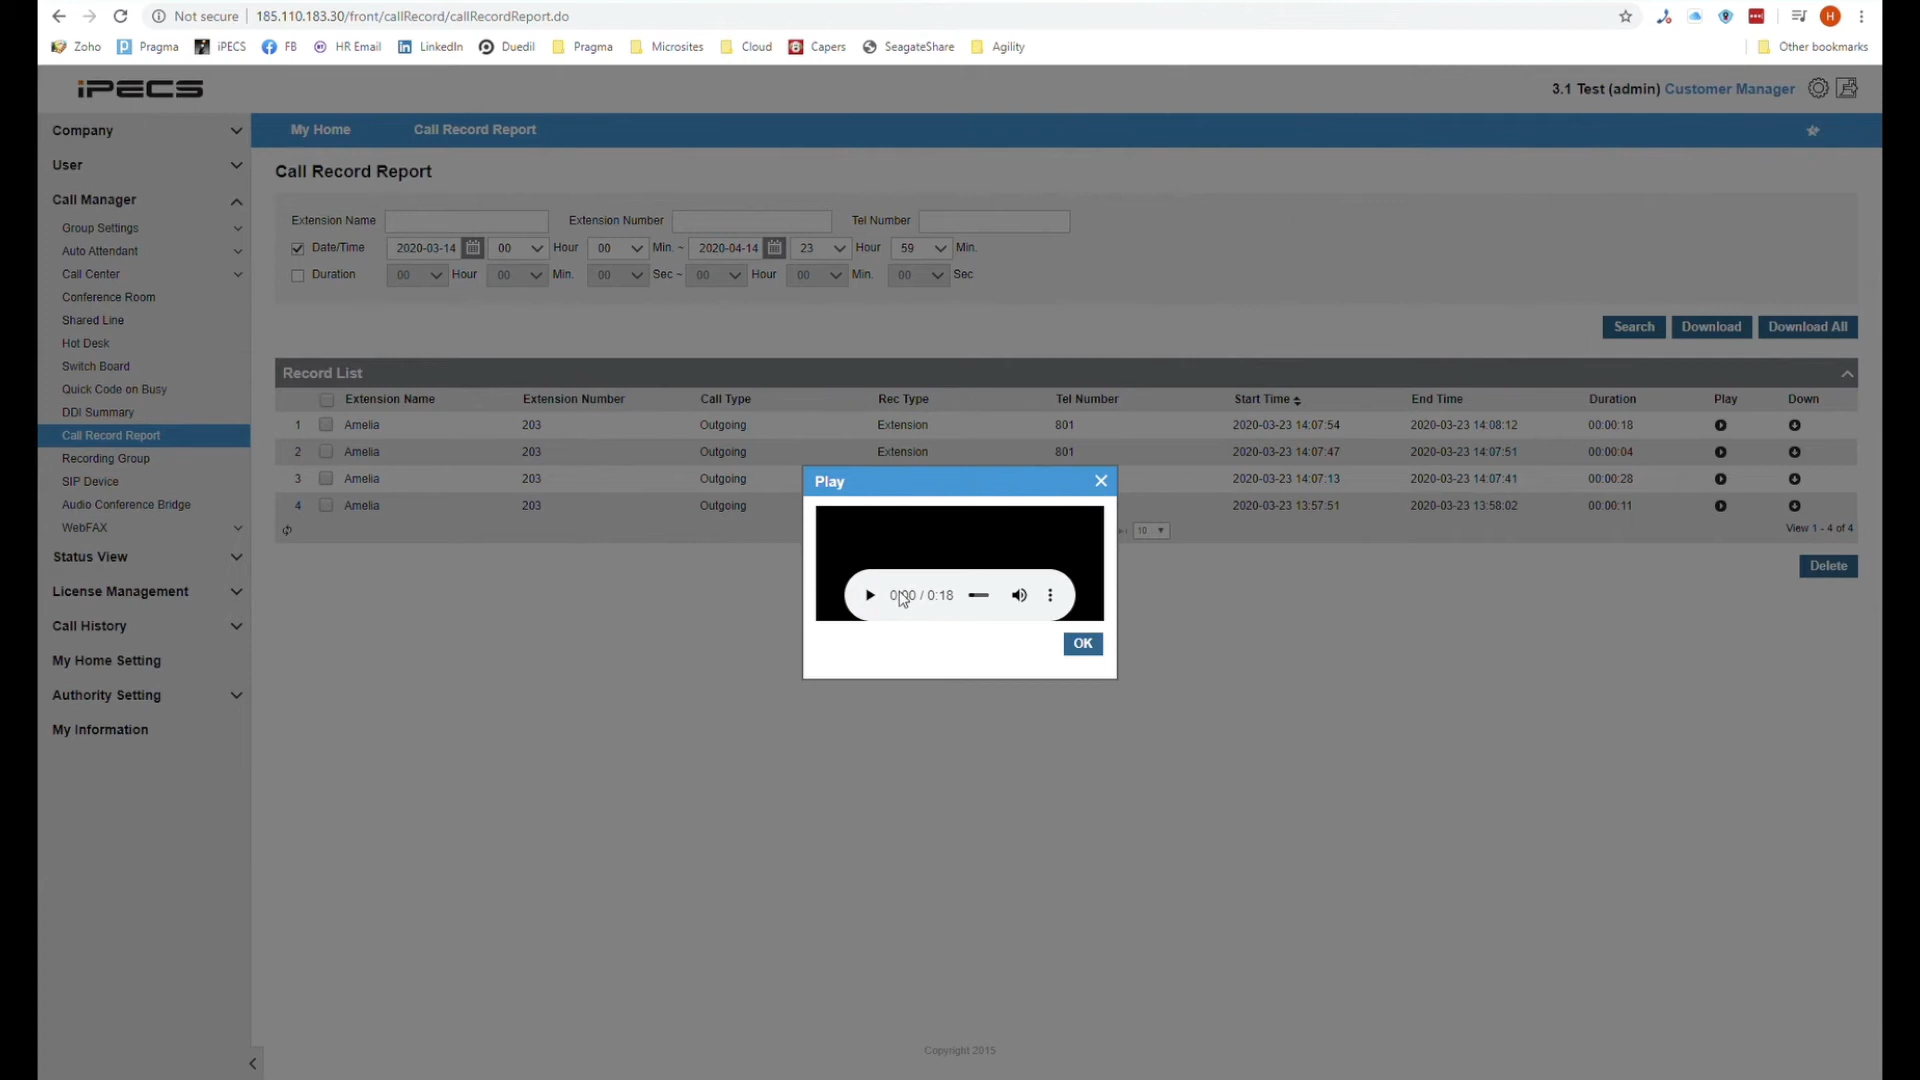 Not secure 185.110.183.30/front/callRecord/callRecordReport.do H
Zoho Pragma iPECS FB HR Email LinkedIn Duedil Pragma Microsites Cloud Capers SeagateShare Agility Other bookmarks
iPECS
3.1 Test (admin) Customer Manager
Company
User
Call Manager
Group Settings
Auto Attendant
Call Center
Conference Room
Shared Line
Hot Desk
Switch Board
Quick Code on Busy
DDI Summary
Call Record Report
Recording Group
SIP Device
Audio Conference Bridge
WebFAX
Status View
License Management
Call History
My Home Setting
Authority Setting
My Information
My Home Call Record Report
Call Record Report
Extension Name Extension Number Tel Number
Date/Time 2020-03-14 00 Hour 00 Min. ~ 2020-04-14 23 Hour 59 Min.
Duration 00 Hour 00 Min. 00 Sec ~ 00 Hour 00 Min. 00 Sec
Search Download Download All
Record List
Extension Name Extension Number Call Type Rec Type Tel Number Start Time End Time Duration Play Down
1 Amelia 203 Outgoing Extension 801 2020-03-23 14:07:54 2020-03-23 14:08:12 00:00:18
2 Amelia 203 Outgoing Extension 801 2020-03-23 14:07:47 2020-03-23 14:07:51 00:00:04
3 Amelia 203 Outgoing 2020-03-23 14:07:13 2020-03-23 14:07:41 00:00:28
4 Amelia 203 Outgoing 2020-03-23 13:57:51 2020-03-23 13:58:02 00:00:11
10 View 1 - 4 of 4
Delete
Play
0:00 / 0:18
OK
Copyright 2015